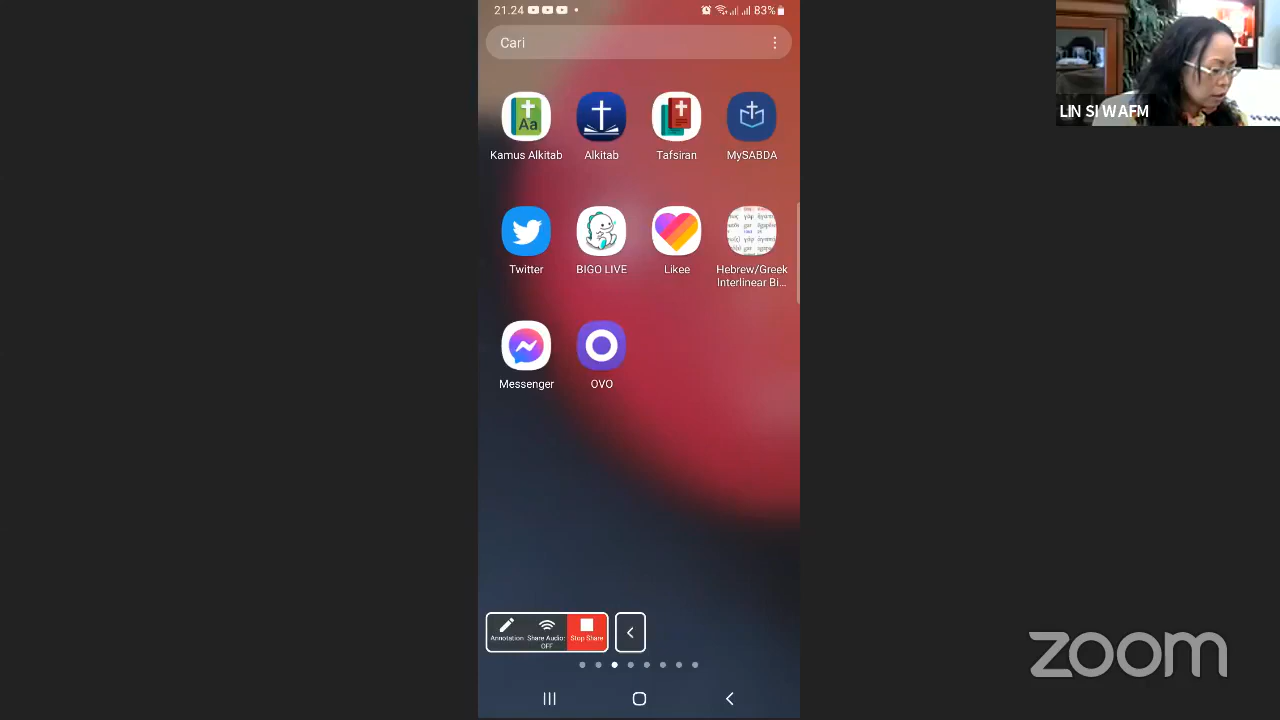 21.24
83%
Cari
LIN SI WAFM
Aa
Kamus Alkitab
Alkitab
Tafsiran
MySABDA
Twitter
BIGO LIVE
Likee
Hebrew/Greek
Interlinear Bi...
Messenger
OVO
Annotation
Share Audio:
OFF
Stop Share
zoom